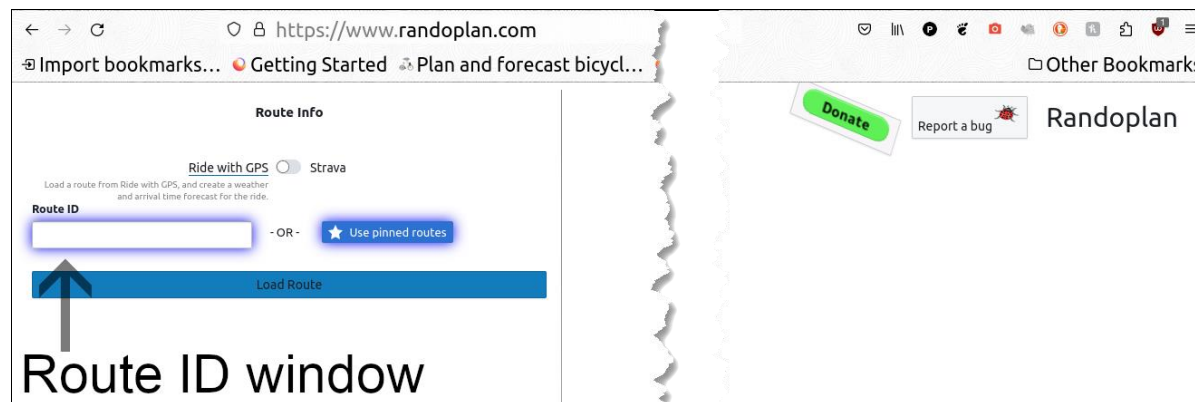 https://www.randoplan.com
Import bookmarks... Getting Started Plan and forecast bicycl...
Other Bookmarks
Route Info
Donate
Report a bug
Randoplan
Ride with GPS Strava
Load a route from Ride with GPS, and create a weather
and arrival time forecast for the ride.
Route ID
- OR - Use pinned routes
Load Route
Route ID window